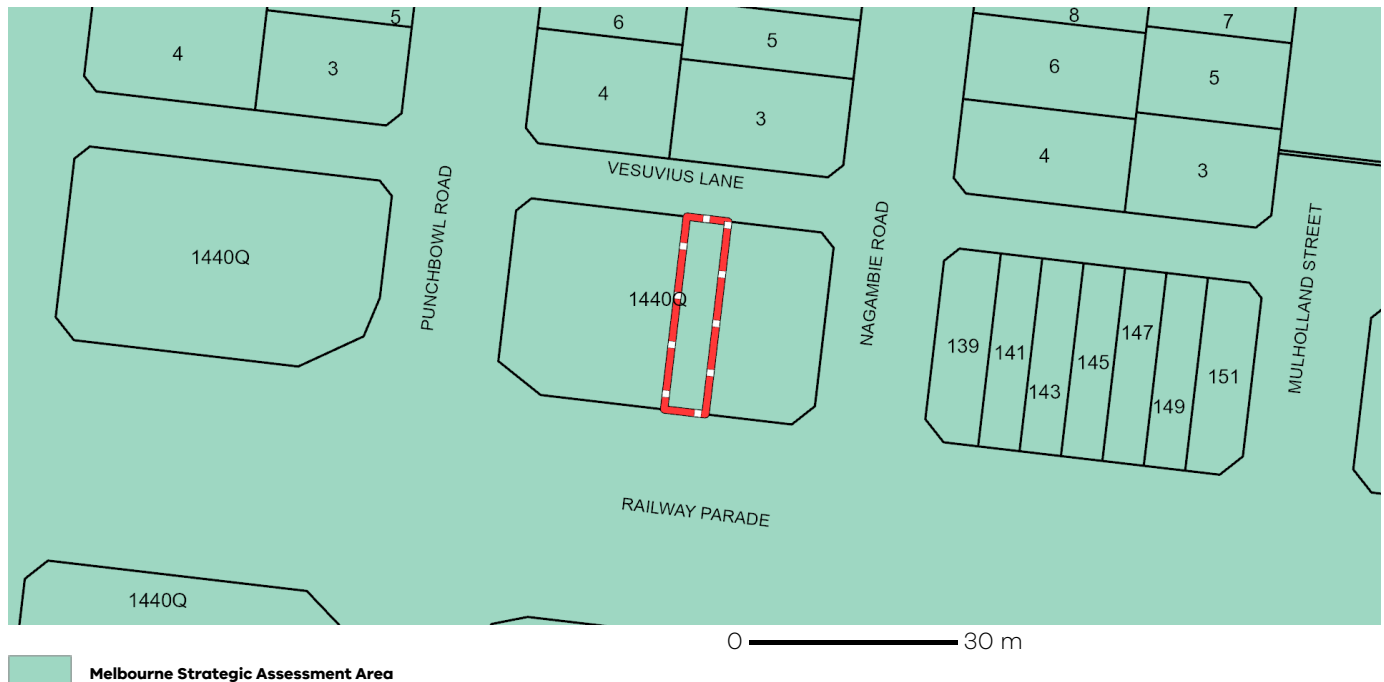 5
4
3
6
5
4
3
8
7
6
5
4
3
VESUVIUS LANE
PUNCHBOWL ROAD
NAGAMBIE ROAD
MULHOLLAND STREET
1440Q
1440Q
139
141
143
145
147
149
151
RAILWAY PARADE
1440Q
0 30 m
Melbourne Strategic Assessment Area